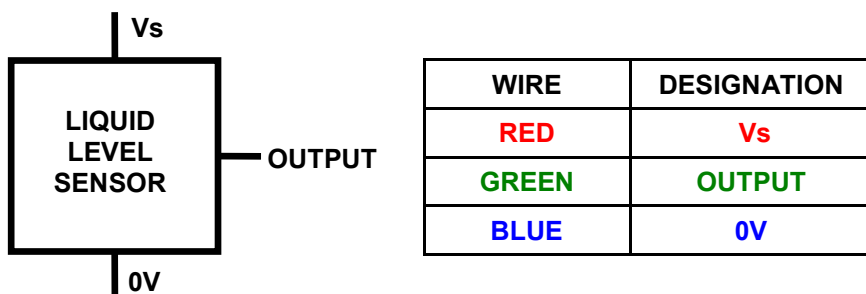 Vs
LIQUID
LEVEL
SENSOR
OUTPUT
0V
WIRE DESIGNATION
RED Vs
GREEN OUTPUT
BLUE 0V